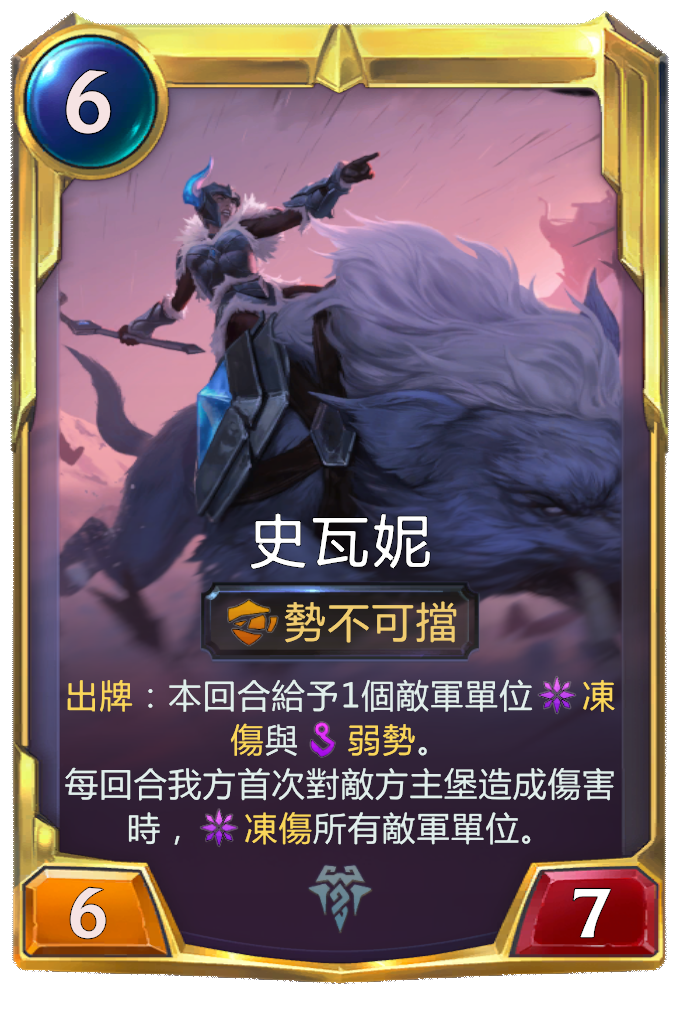 6
史瓦妮
勢不可擋
出牌：本回合給予1個敵軍單位凍
傷與弱勢。
每回合我方首次對敵方主堡造成傷害
時，凍傷所有敵軍單位。
6
7